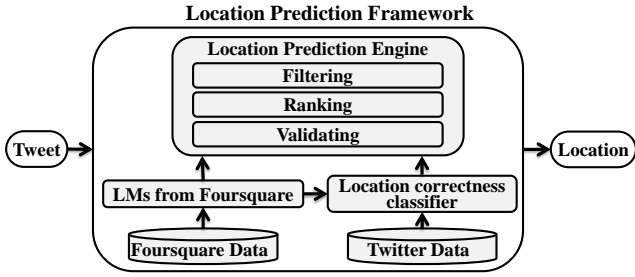 Location Prediction Framework
Location Prediction Engine
Filtering
Ranking
Validating
Tweet
Location
LMs from Foursquare
Location correctness
classifier
Foursquare Data
Twitter Data